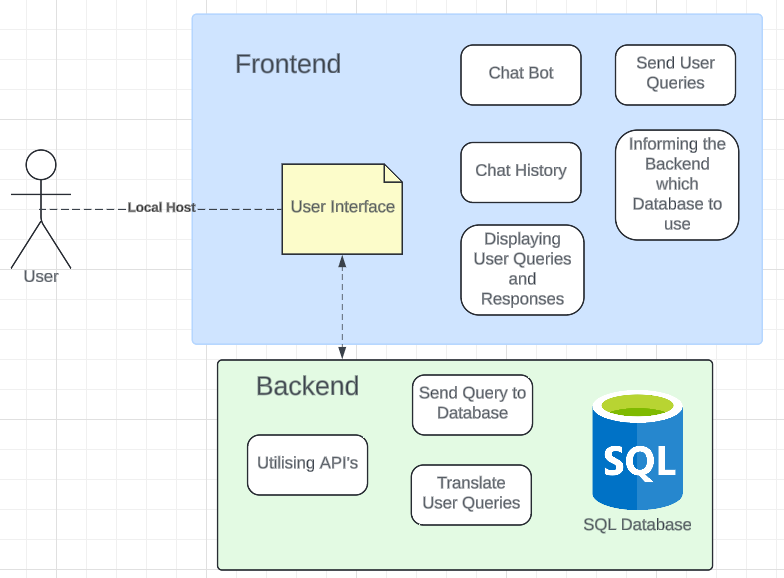 Frontend
Chat Bot
Send User
Queries
Chat History
Informing the
Backend
which
Database to
use
Local Host
User Interface
User
Displaying
User Queries
and
Responses
Backend
Send Query to
Database
Utilising API's
Translate
User Queries
SQL
SQL Database